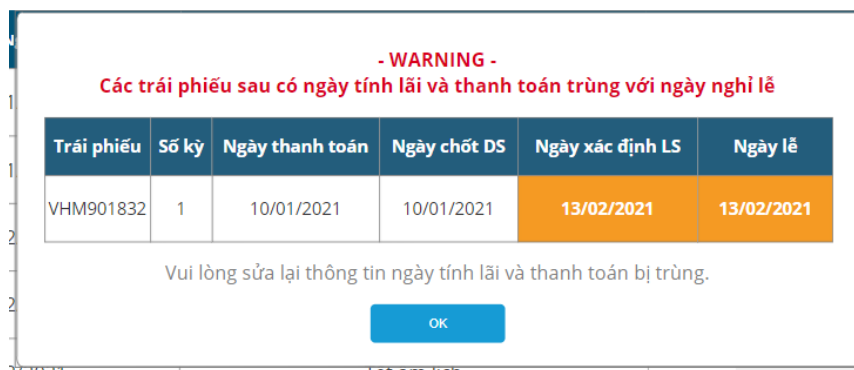 - WARNING -
Các trái phiếu sau có ngày tính lãi và thanh toán trùng với ngày nghỉ lễ
Trái phiếu Số kỳ Ngày thanh toán Ngày chốt DS Ngày xác định LS Ngày lễ
VHM901832 1 10/01/2021 10/01/2021 13/02/2021 13/02/2021
Vui lòng sửa lại thông tin ngày tính lãi và thanh toán bị trùng.
OK